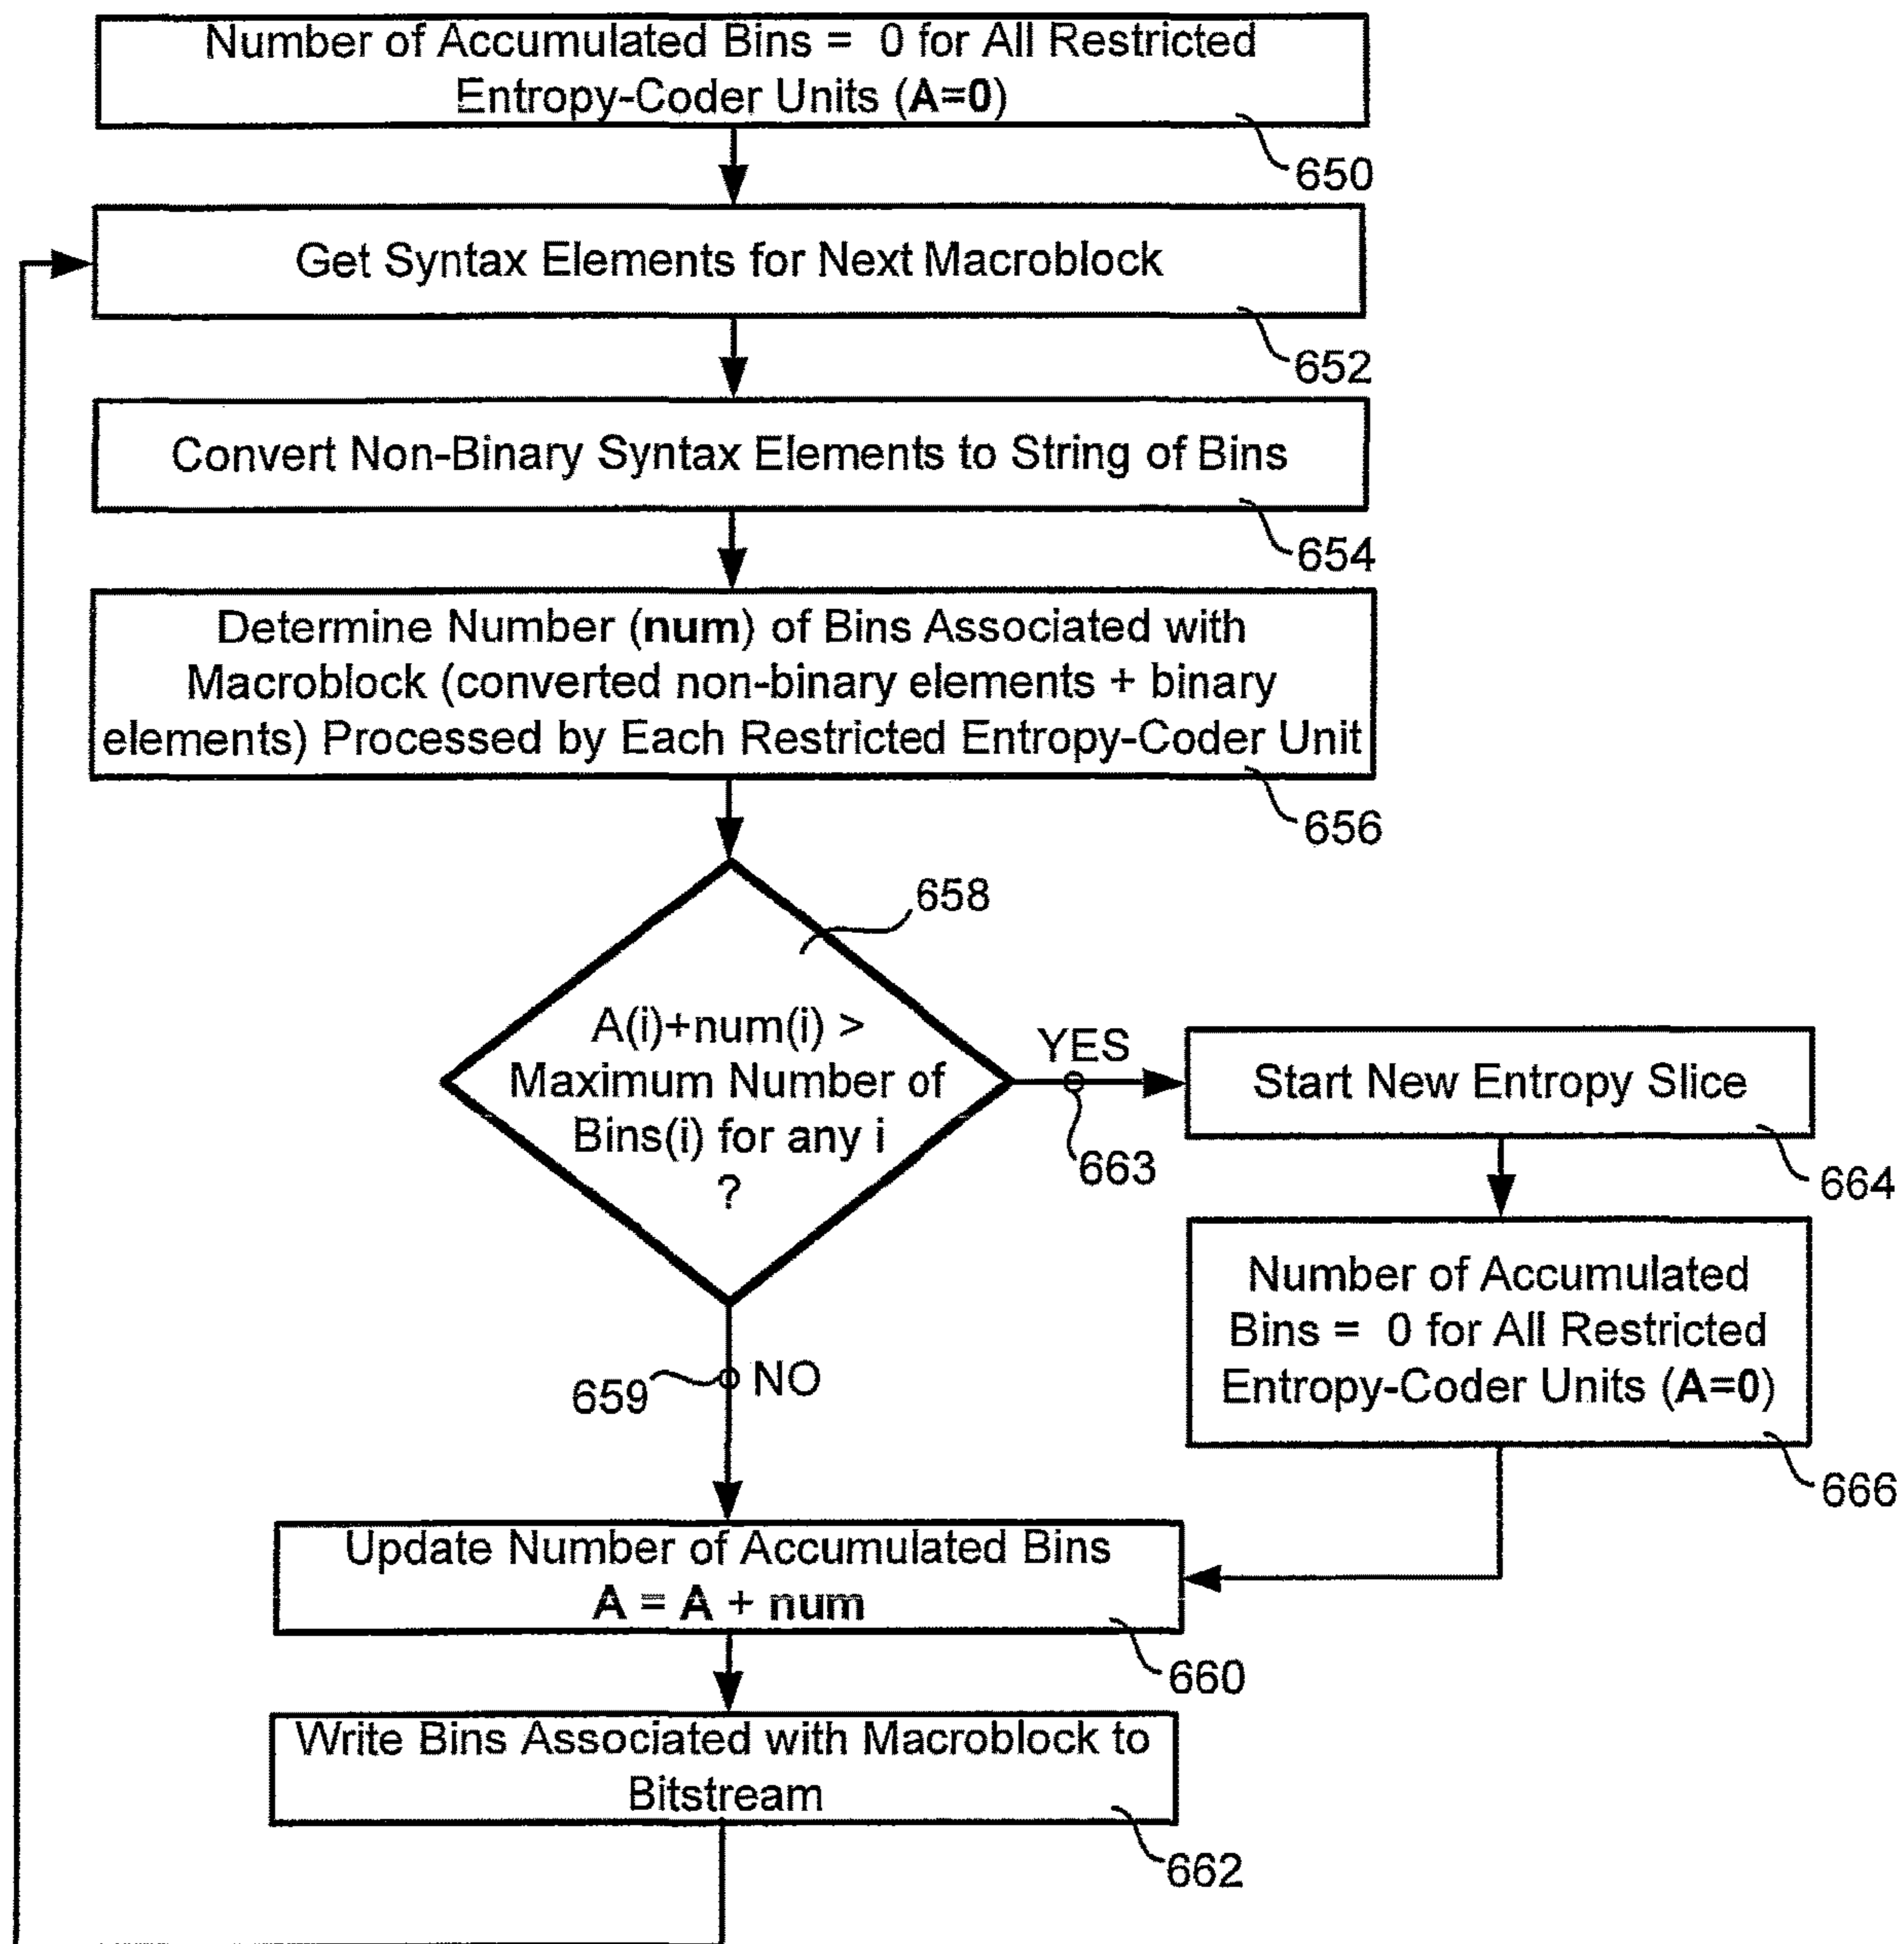 Number of Accumulated Bins = 0 for All Restricted
Entropy-Coder Units (A=0)
650
Get Syntax Elements for Next Macroblock
652
Convert Non-Binary Syntax Elements to String of Bins
654
Determine Number (num) of Bins Associated with
Macroblock (converted non-binary elements + binary
elements) Processed by Each Restricted Entropy-Coder Unit
656
658
A(i)+num(i) >
Maximum Number of
Bins(i) for any i
?
YES
663
Start New Entropy Slice
664
Number of Accumulated
Bins = 0 for All Restricted
Entropy-Coder Units (A=0)
666
659
NO
Update Number of Accumulated Bins
A = A + num
660
Write Bins Associated with Macroblock to
Bitstream
662